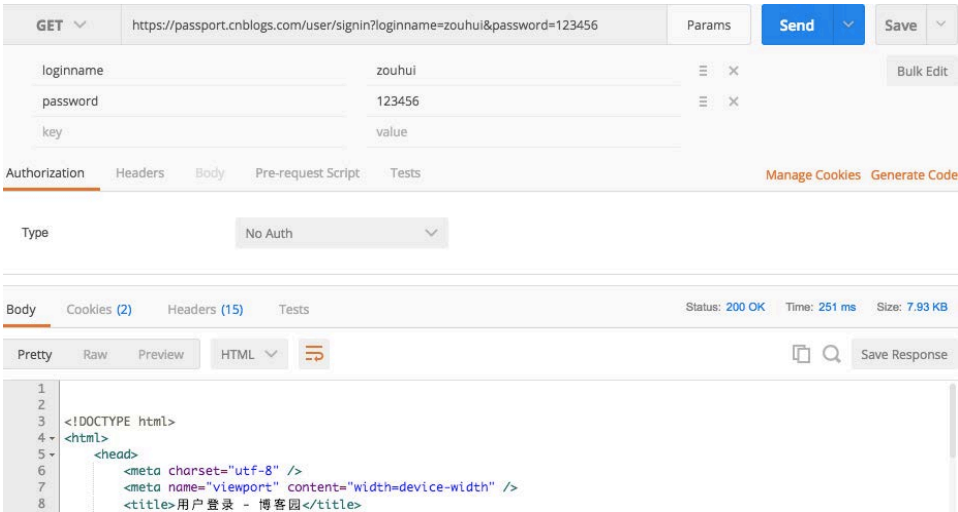 GET https://passport.cnblogs.com/user/signin?loginname=zouhui&password=123456 Params Send Save
loginname zouhui Bulk Edit
password 123456
key value
Authorization Headers Body Pre-request Script Tests Manage Cookies Generate Code
Type No Auth
Body Cookies (2) Headers (15) Tests Status: 200 OK Time: 251 ms Size: 7.93 KB
Pretty Raw Preview HTML Save Response
1
2
3 <!DOCTYPE html>
4 <html>
5 <head>
6 <meta charset="utf-8" />
7 <meta name="viewport" content="width=device-width" />
8 <title>用户登录 - 博客园</title>